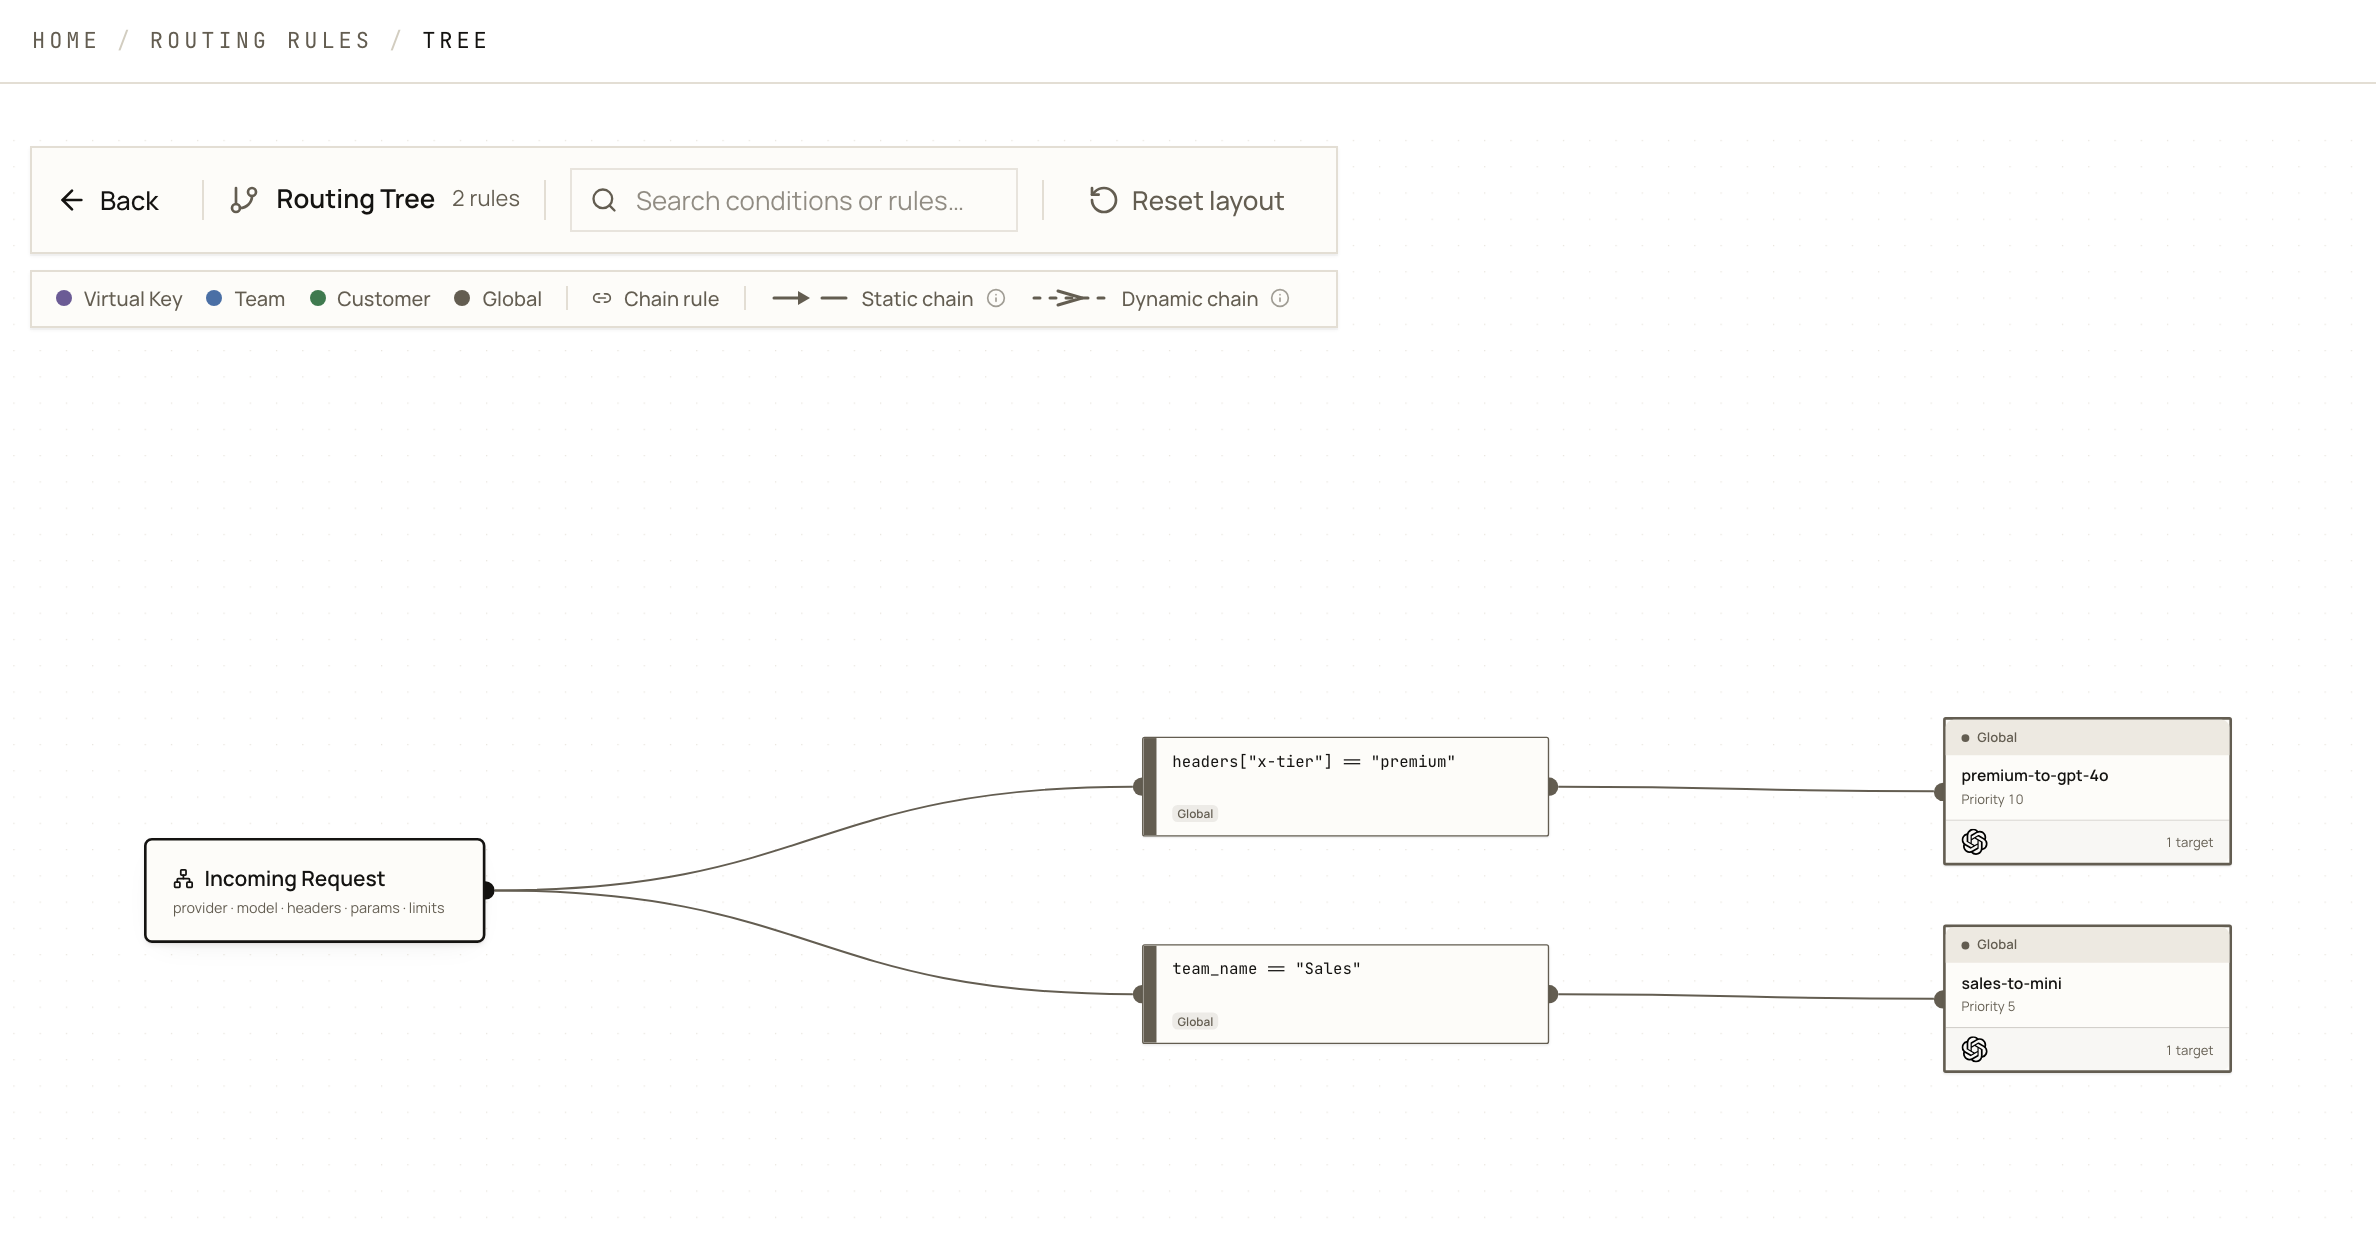 HOME / ROUTING RULES / TREE
Back
Routing Tree 2 rules
Search conditions or rules...
Reset layout
Virtual Key
Team
Customer
Global
Chain rule
Static chain
Dynamic chain
Incoming Request
provider · model · headers · params · limits
headers["x-tier"] == "premium"
Global
team_name == "Sales"
Global
Global
premium-to-gpt-4o
Priority 10
1 target
Global
sales-to-mini
Priority 5
1 target